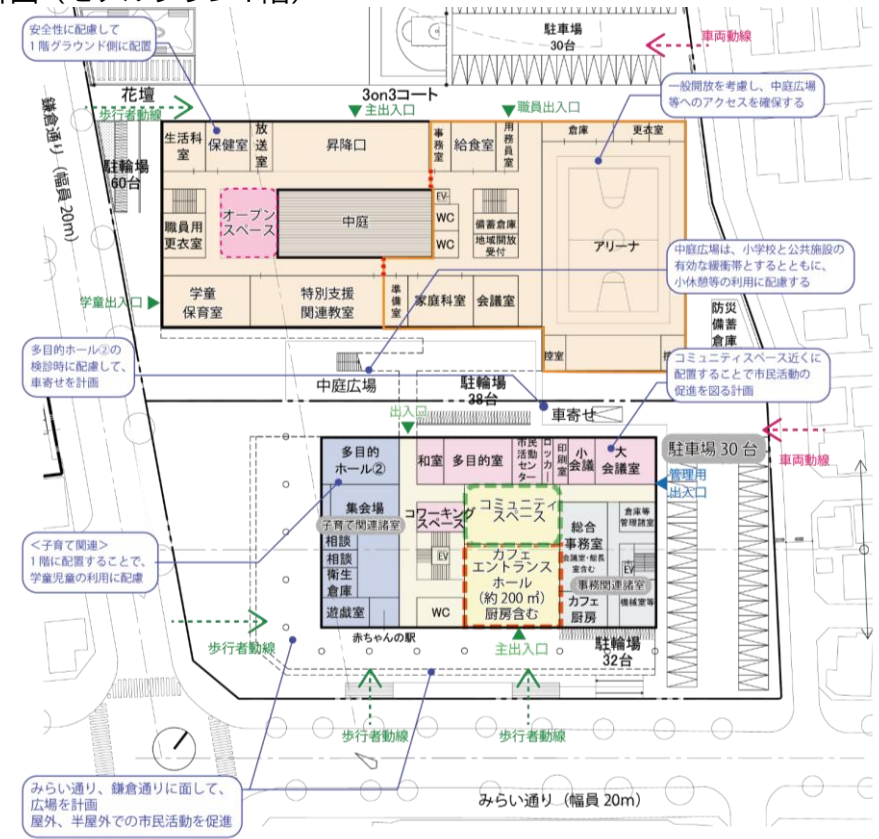 安全性に配慮して
1階グラウンド側に配置
駐車場
30台
車両動線
花壇
3on3コート
歩行者動線
主出入口
職員出入口
一般開放を考慮し、中庭広場
等へのアクセスを確保する
鎌倉通り（幅員 20m）
駐輪場
60台
生活科
室
保健室
放送室
昇降口
事務室
給食室
用務員室
倉庫
更衣室
オープン
スペース
中庭
EV
WC
WC
備蓄倉庫
地域開放
受付
アリーナ
職員用
更衣室
中庭広場は、小学校と公共施設の
有効な緩衝帯とするとともに、
小休憩等の利用に配慮する
学童出入口
学童
保育室
特別支援
関連教室
準備室
家庭科室
会議室
控室
控
防災
備蓄
倉庫
多目的ホール②の
検診時に配慮して、
車寄せを計画
中庭広場
駐輪場
38台
車寄せ
コミュニティスペース近くに
配置することで市民活動の
促進を図る計画
出入口
駐車場 30 台
車両動線
管理用
出入口
多目的
ホール②
和室
多目的室
市民活動センター
ロッカー
印刷室
小
会議
大
会議室
集会場
子育て関連諸室
コワーキング
スペース
コミュニティ
スペース
総合
事務室
会議室・館長
室含む
倉庫等
管理諸室
相談
相談
衛生
倉庫
遊戯室
EV
カフェ
エントランス
ホール
（約 200 ㎡）
厨房含む
EV
事務関連諸室
カフェ
厨房
機械室等
WC
＜子育て関連＞
1階に配置することで、
学童児童の利用に配慮
歩行者動線
赤ちゃんの駅
主出入口
駐輪場
32台
歩行者動線
歩行者動線
みらい通り、鎌倉通りに面して、
広場を計画
屋外、半屋外での市民活動を促進
みらい通り（幅員 20m）